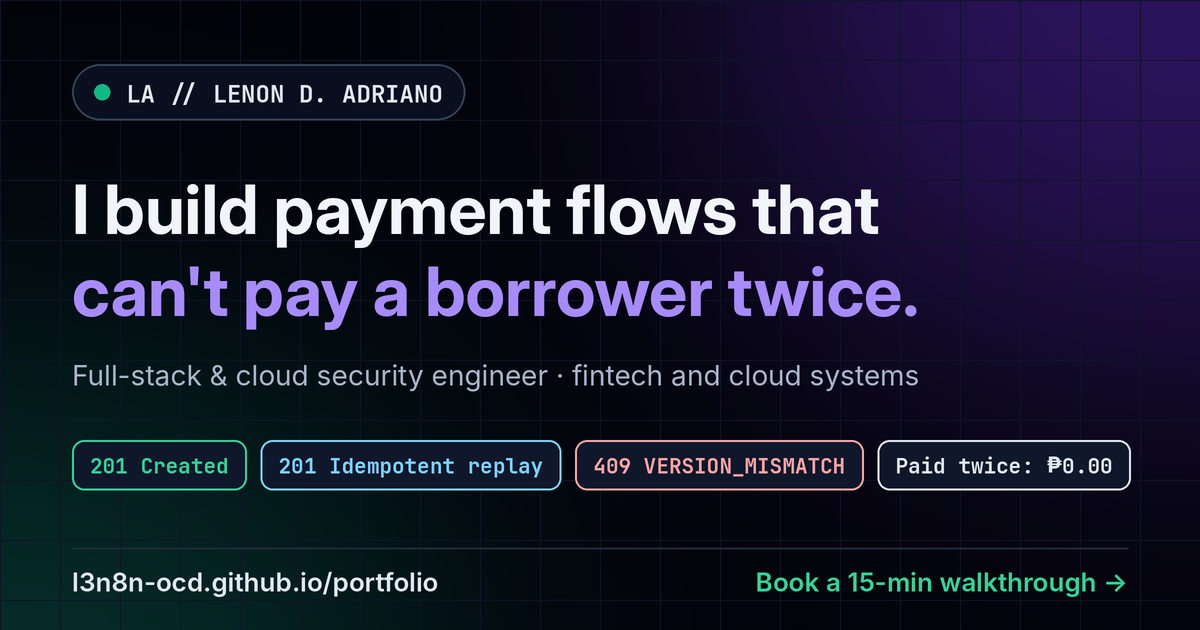 LA // LENON D. ADRIANO
I build payment flows that
can't pay a borrower twice.
Full-stack & cloud security engineer · fintech and cloud systems
201 Created
201 Idempotent replay
409 VERSION_MISMATCH
Paid twice: ₱0.00
l3n8n-ocd.github.io/portfolio
Book a 15-min walkthrough →